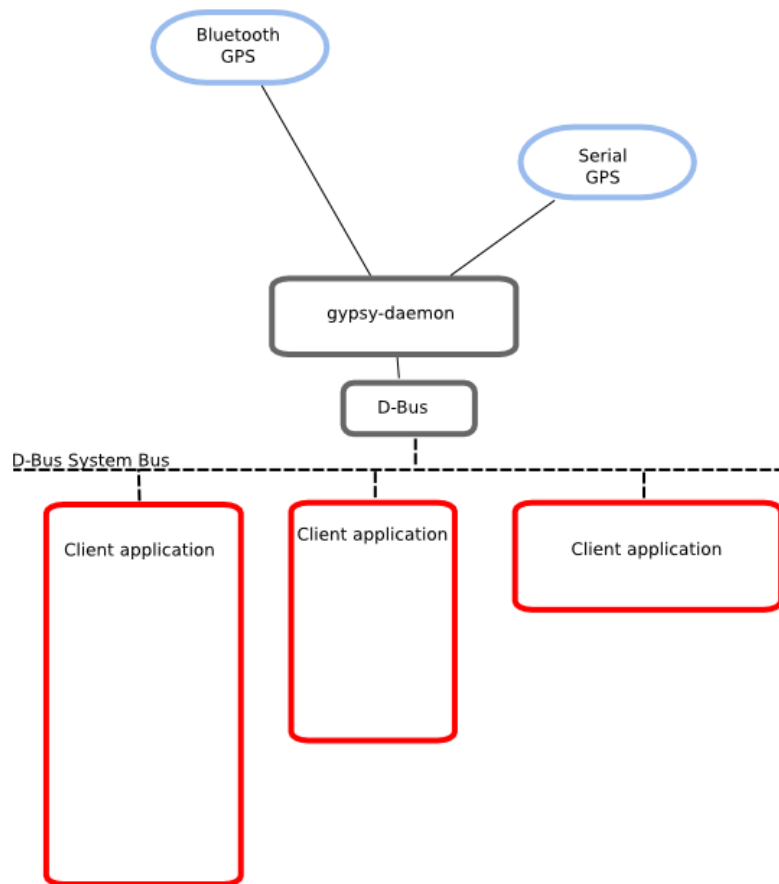 Bluetooth
GPS
Serial
GPS
gypsy-daemon
D-Bus
D-Bus System Bus
Client application
Client application
Client application